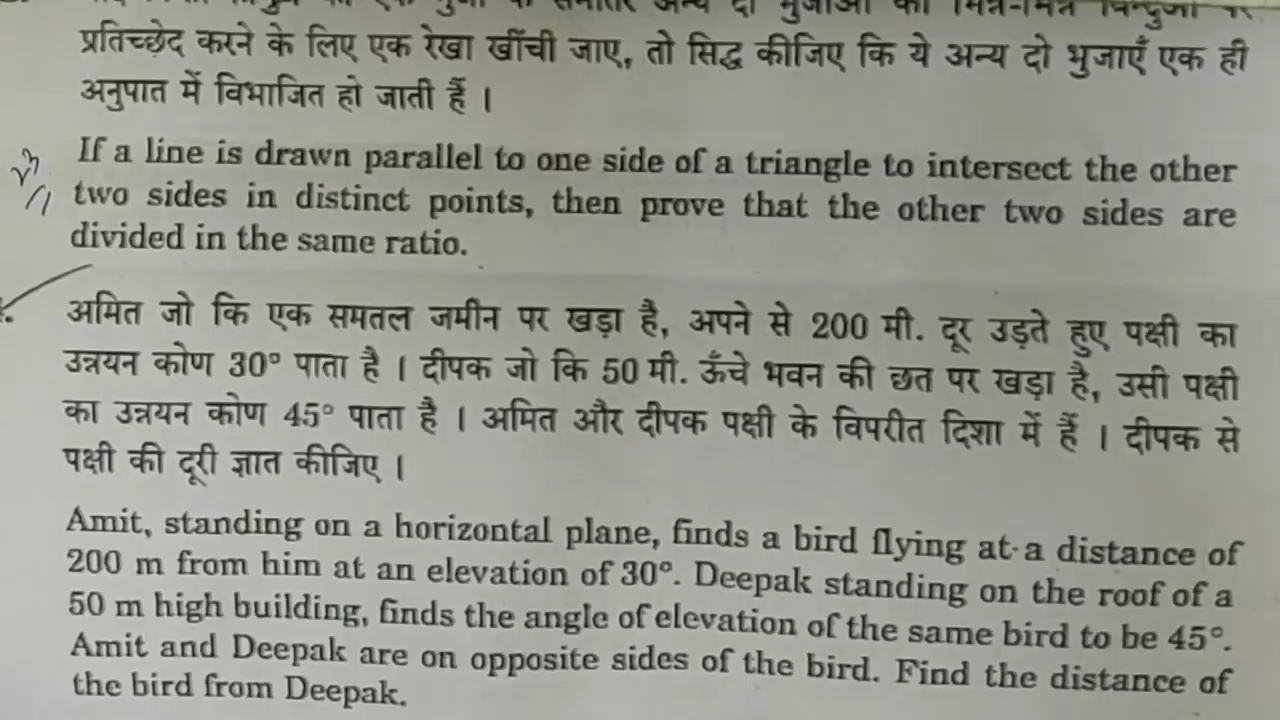 प्रतिच्छेद करने के लिए एक रेखा खींची जाए, तो सिद्ध कीजिए कि ये अन्य दो भुजाएँ एक ही
अनुपात में विभाजित हो जाती हैं ।
If a line is drawn parallel to one side of a triangle to intersect the other
two sides in distinct points, then prove that the other two sides are
divided in the same ratio.
अमित जो कि एक समतल जमीन पर खड़ा है, अपने से 200 मी. दूर उड़ते हुए पक्षी का
उन्नयन कोण 30° पाता है । दीपक जो कि 50 मी. ऊँचे भवन की छत पर खड़ा है, उसी पक्षी
का उन्नयन कोण 45° पाता है । अमित और दीपक पक्षी के विपरीत दिशा में हैं । दीपक से
पक्षी की दूरी ज्ञात कीजिए ।
Amit, standing on a horizontal plane, finds a bird flying at a distance of
200 m from him at an elevation of 30°. Deepak standing on the roof of a
50 m high building, finds the angle of elevation of the same bird to be 45°.
Amit and Deepak are on opposite sides of the bird. Find the distance of
the bird from Deepak.